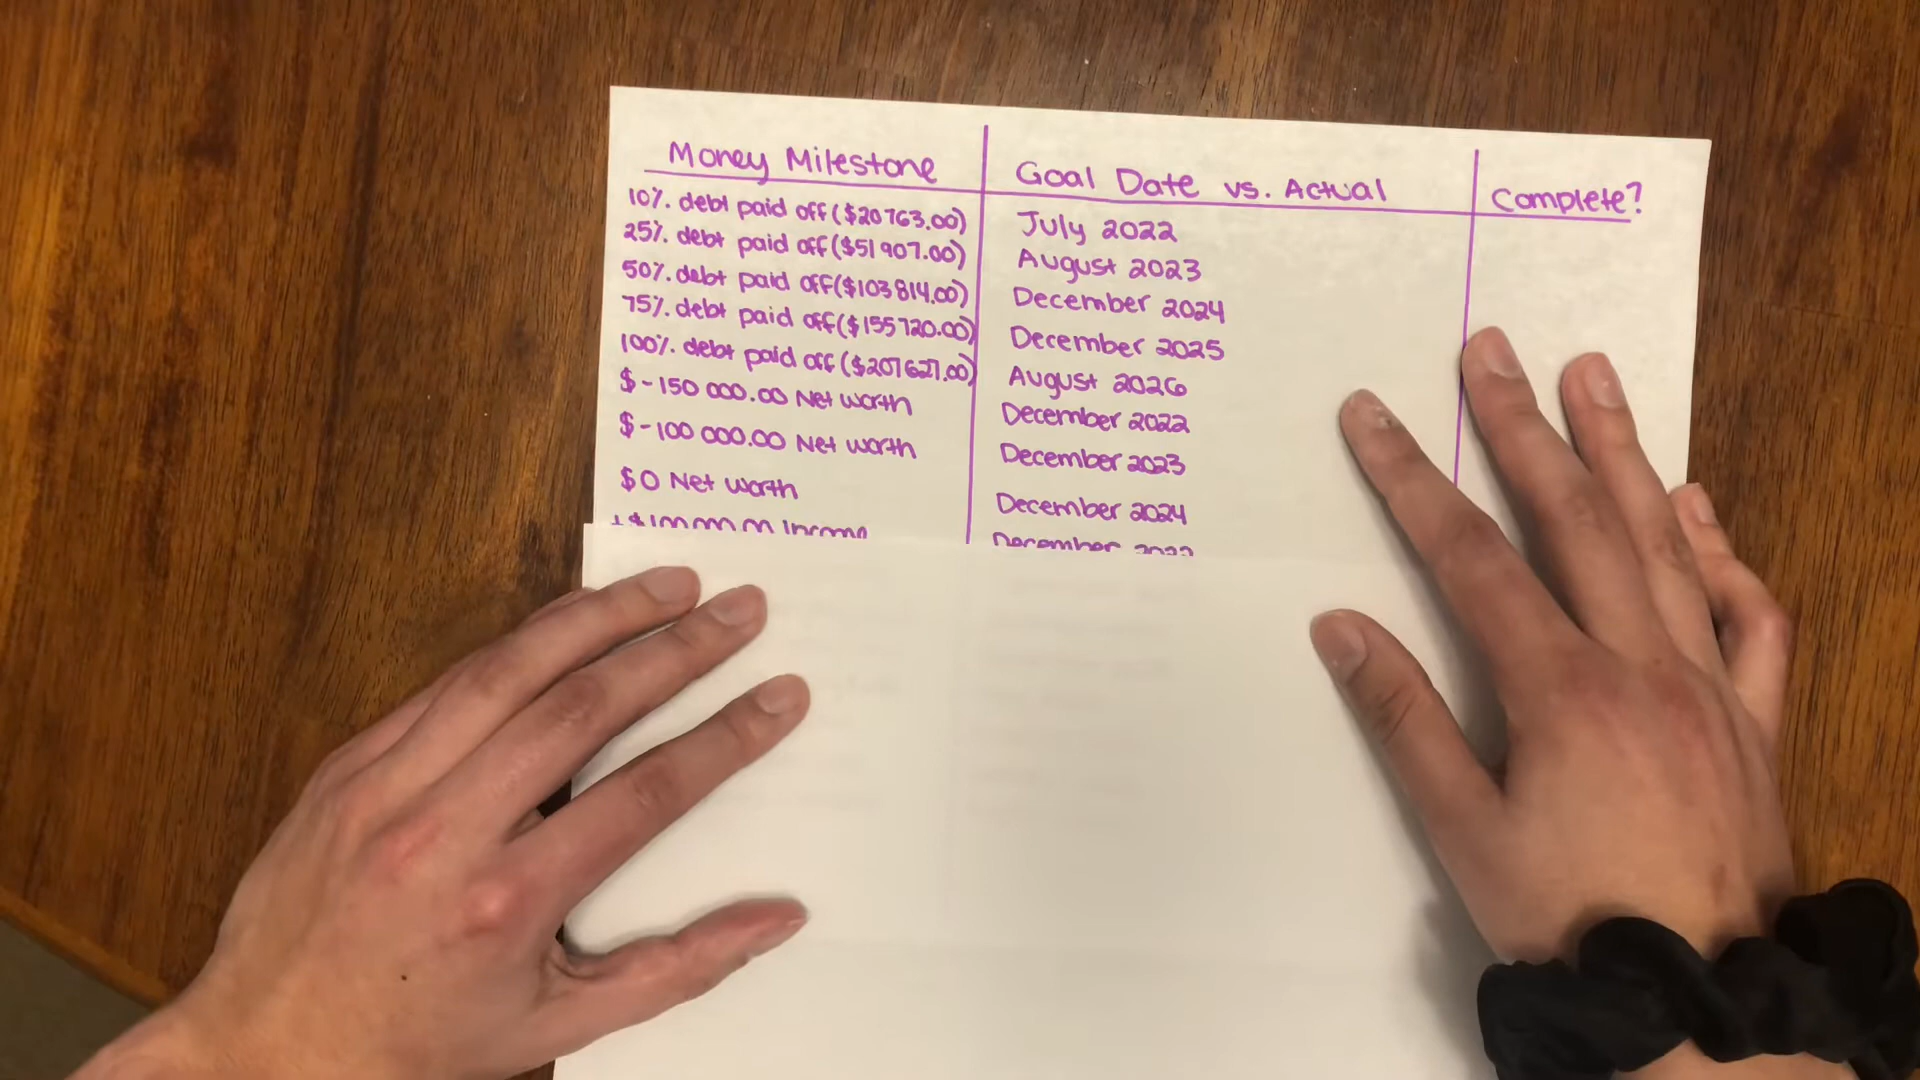 Money Milestone Goal Date vs. Actual Complete?
10% debt paid off ($20763.00) July 2022
25% debt paid off ($51907.00) August 2023
50% debt paid off ($103814.00) December 2024
75% debt paid off ($155720.00) December 2025
100% debt paid off ($207627.00) August 2026
$-150 000.00 Net Worth December 2022
$-100 000.00 Net Worth December 2023
$0 Net Worth December 2024
Income December